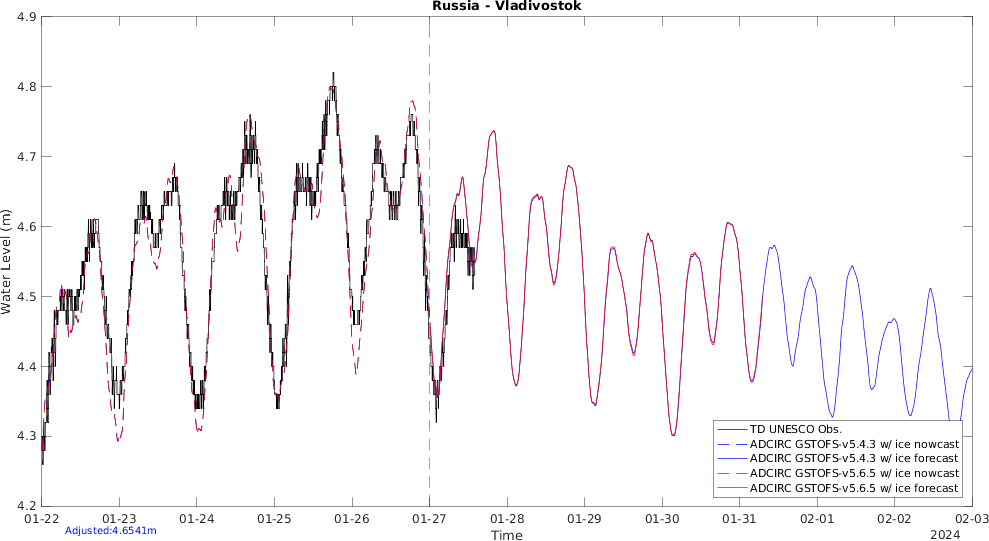 Russia - Vladivostok
4.9
4.8
4.7
4.6
4.5
4.4
4.3
4.2
Water Level (m)
TD UNESCO Obs.
ADCIRC GSTOFS-v5.4.3 w/ ice nowcast
ADCIRC GSTOFS-v5.4.3 w/ ice forecast
ADCIRC GSTOFS-v5.6.5 w/ ice nowcast
ADCIRC GSTOFS-v5.6.5 w/ ice forecast
01-22 01-23 01-24 01-25 01-26 01-27 01-28 01-29 01-30 01-31 02-01 02-02 02-03
Adjusted:4.6541m
Time
2024